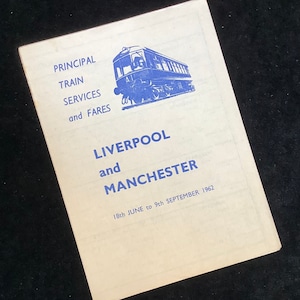 PRINCIPAL
TRAIN
SERVICES
and FARES
LIVERPOOL
and
MANCHESTER
18th JUNE to 9th SEPTEMBER 1962